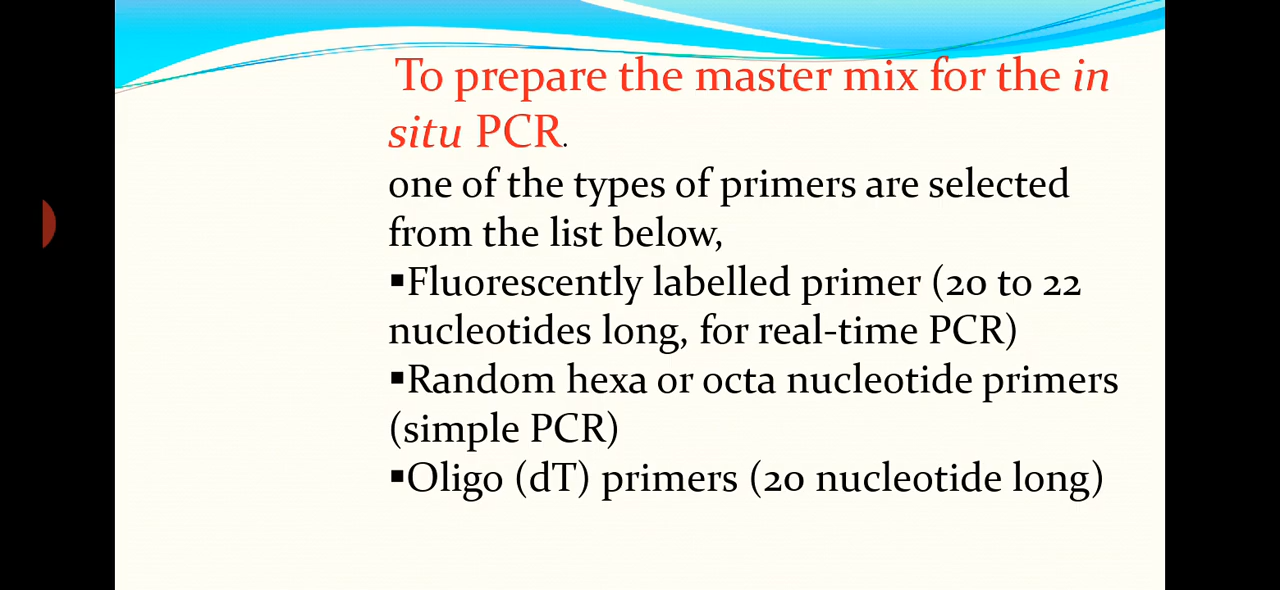 To prepare the master mix for the in
situ PCR.
one of the types of primers are selected
from the list below,
▪Fluorescently labelled primer (20 to 22
nucleotides long, for real-time PCR)
▪Random hexa or octa nucleotide primers
(simple PCR)
▪Oligo (dT) primers (20 nucleotide long)